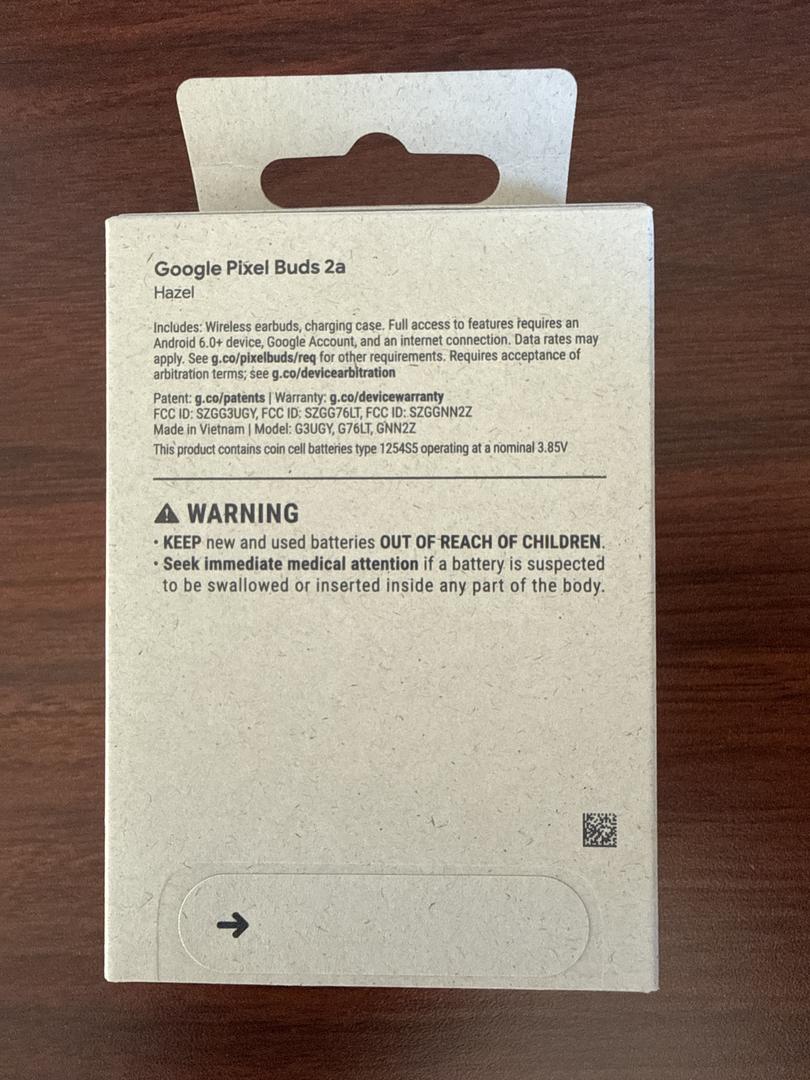 Google Pixel Buds 2a
Hazel
Includes: Wireless earbuds, charging case. Full access to features requires an
Android 6.0+ device, Google Account, and an internet connection. Data rates may
apply. See g.co/pixelbuds/req for other requirements. Requires acceptance of
arbitration terms; see g.co/devicearbitration
Patent: g.co/patents | Warranty: g.co/devicewarranty
FCC ID: SZGG3UGY, FCC ID: SZGG76LT, FCC ID: SZGGNN2Z
Made in Vietnam | Model: G3UGY, G76LT, GNN2Z
This product contains coin cell batteries type 1254S5 operating at a nominal 3.85V
WARNING
• KEEP new and used batteries OUT OF REACH OF CHILDREN.
• Seek immediate medical attention if a battery is suspected
to be swallowed or inserted inside any part of the body.